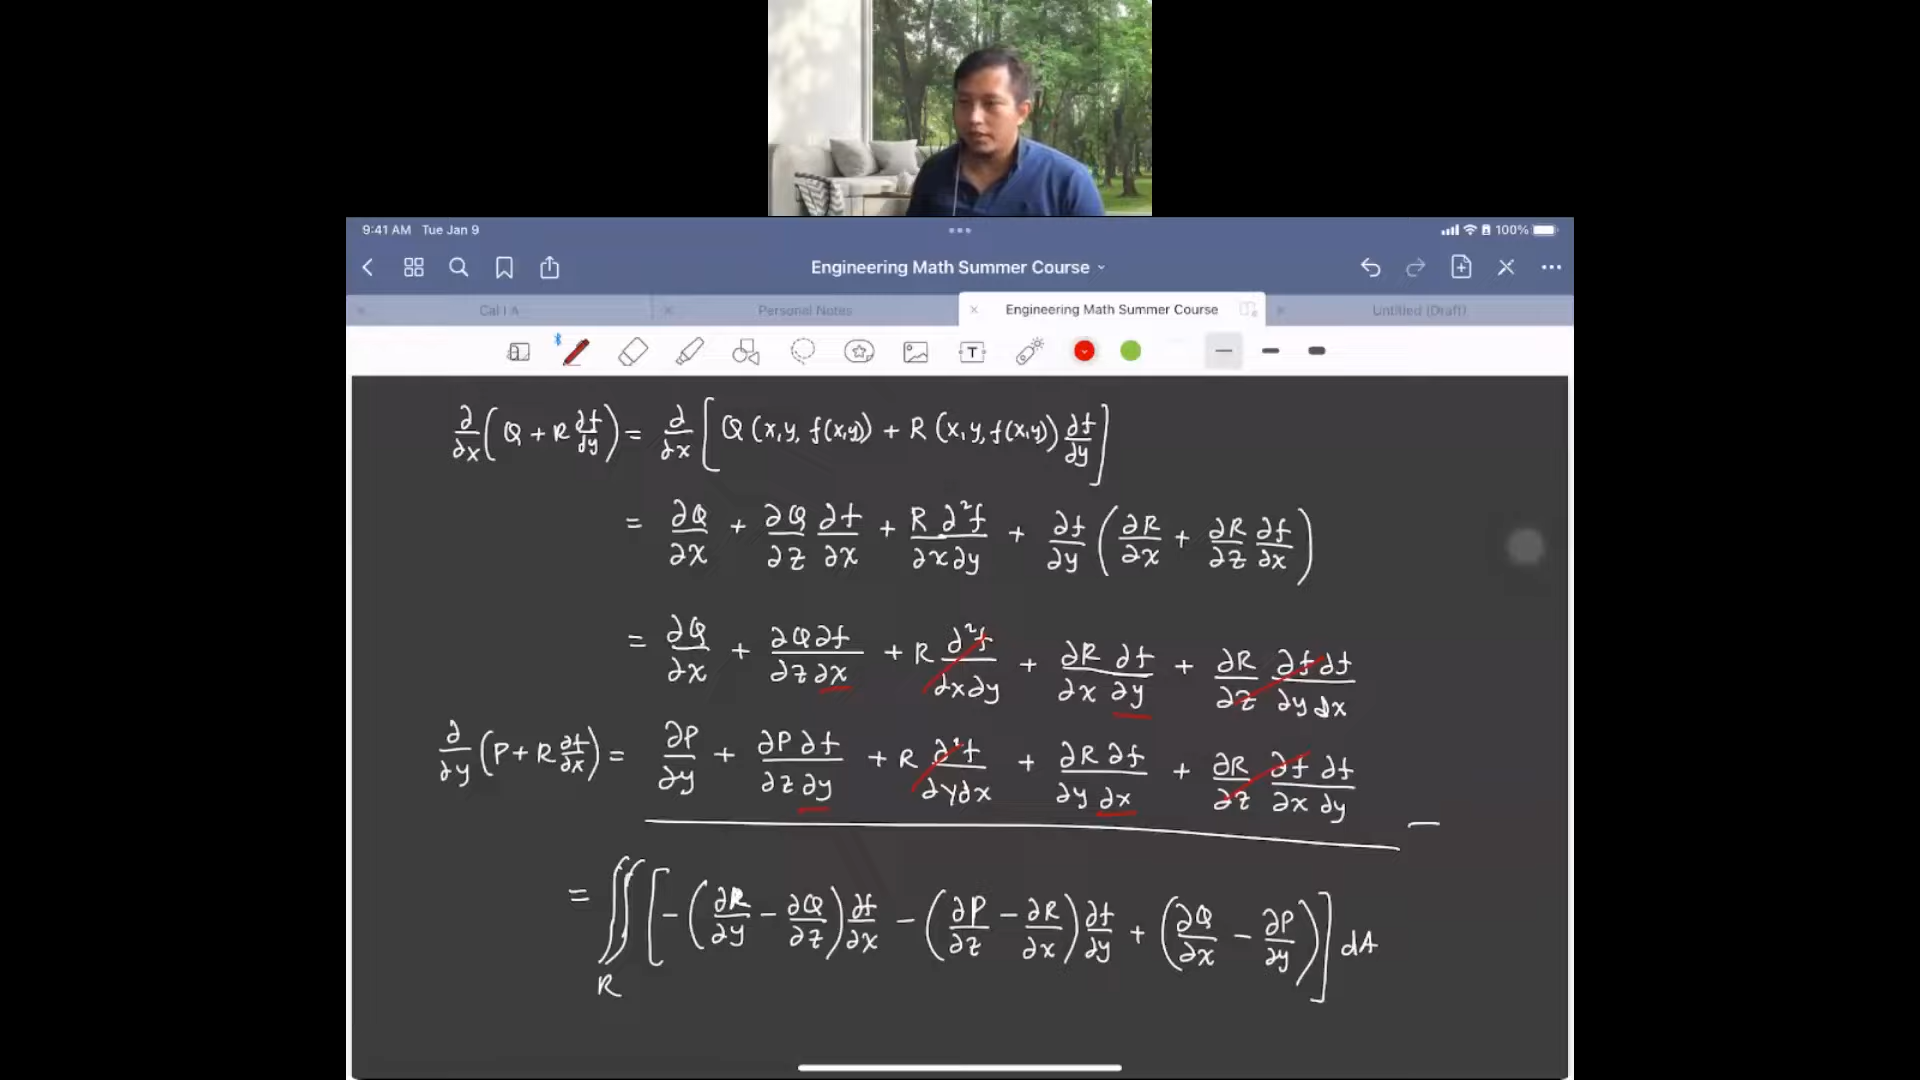 9:41 AM Tue Jan 9
100%
Engineering Math Summer Course
Cal I A
Personal Notes
Engineering Math Summer Course
Untitled (Draft)
T
∂/∂x (Q + R ∂f/∂y) = ∂/∂x [Q (x,y, f(x,y)) + R (x,y, f(x,y)) ∂f/∂y]
= ∂Q/∂x + ∂Q/∂z ∂f/∂x + R ∂²f/∂x∂y + ∂f/∂y (∂R/∂x + ∂R/∂z ∂f/∂x)
= ∂Q/∂x + ∂Q∂f/∂z∂x + R ∂²f/∂x∂y + ∂R ∂f/∂x ∂y + ∂R/∂z ∂f∂f/∂y∂x
∂/∂y (P + R ∂f/∂x) = ∂P/∂y + ∂P∂f/∂z∂y + R ∂²f/∂y∂x + ∂R ∂f/∂y ∂x + ∂R/∂z ∂f ∂f/∂x ∂y
—
= ∬_R [-(∂R/∂y - ∂Q/∂z) ∂f/∂x - (∂P/∂z - ∂R/∂x) ∂f/∂y + (∂Q/∂x - ∂P/∂y)] dA